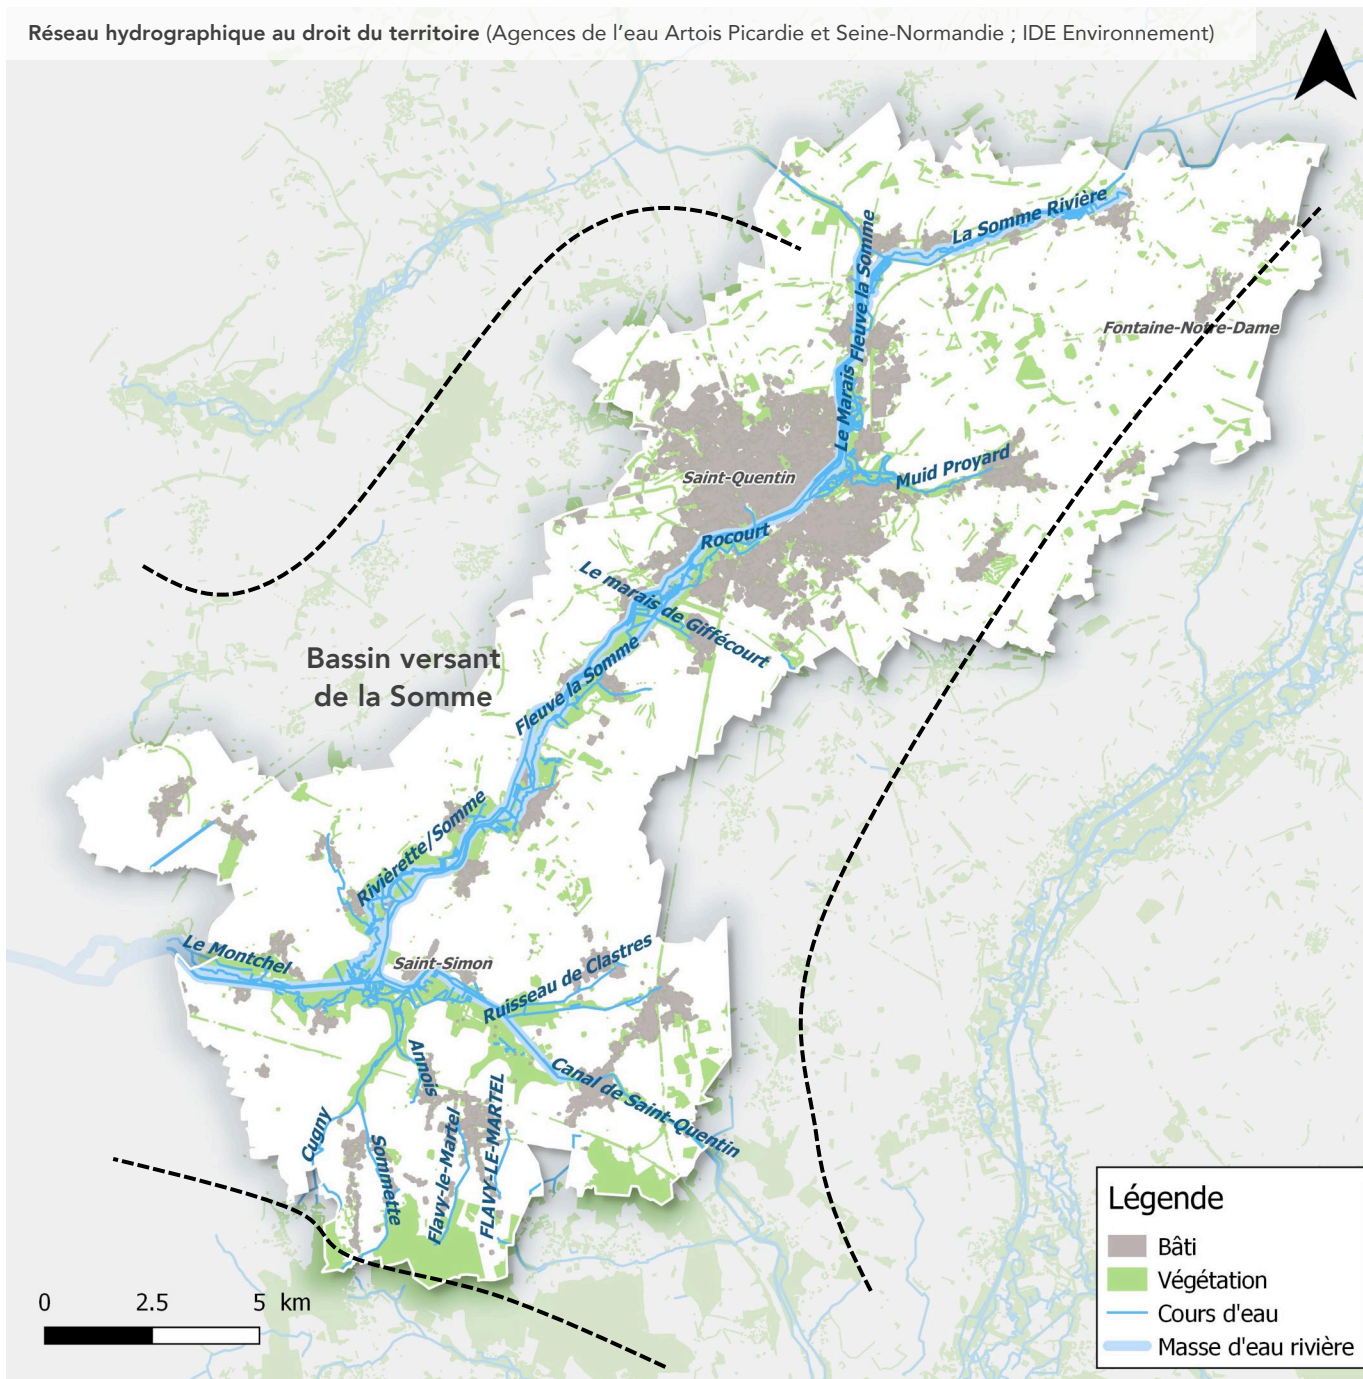 Réseau hydrographique au droit du territoire (Agences de l'eau Artois Picardie et Seine-Normandie ; IDE Environnement)
La Somme Rivière
Le Marais Fleuve la Somme
Fontaine-Notre-Dame
Saint-Quentin
Muid Proyard
Rocourt
Le marais de Giffécourt
Bassin versant
de la Somme
Fleuve la Somme
Rivièrette/Somme
Le Montchel
Saint-Simon
Ruisseau de Clastres
Annois
Canal de Saint-Quentin
Cugny
Sommette
Flavy-le-Martel
FLAVY-LE-MARTEL
Légende
Bâti
Végétation
Cours d'eau
Masse d'eau rivière
0 2.5 5 km